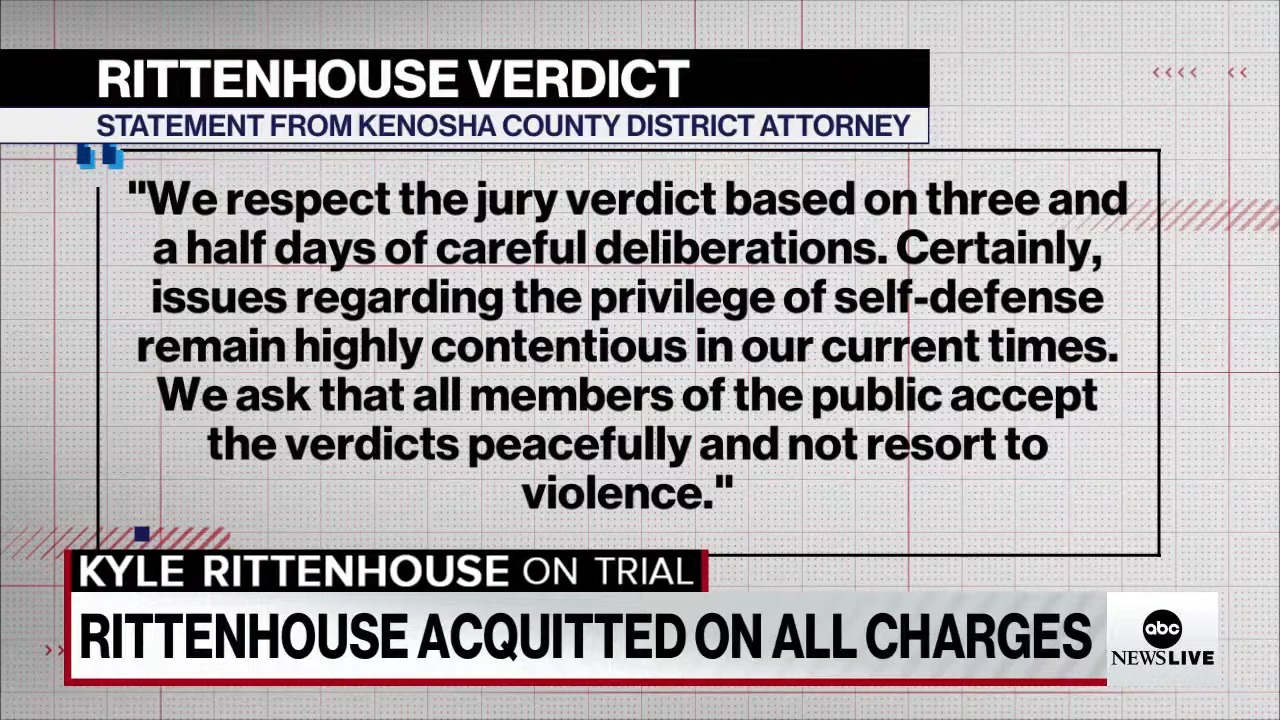 RITTENHOUSE VERDICT
STATEMENT FROM KENOSHA COUNTY DISTRICT ATTORNEY
"We respect the jury verdict based on three and
a half days of careful deliberations. Certainly,
issues regarding the privilege of self-defense
remain highly contentious in our current times.
We ask that all members of the public accept
the verdicts peacefully and not resort to
violence."
KYLE RITTENHOUSE ON TRIAL
RITTENHOUSE ACQUITTED ON ALL CHARGES
abc
NEWSLIVE